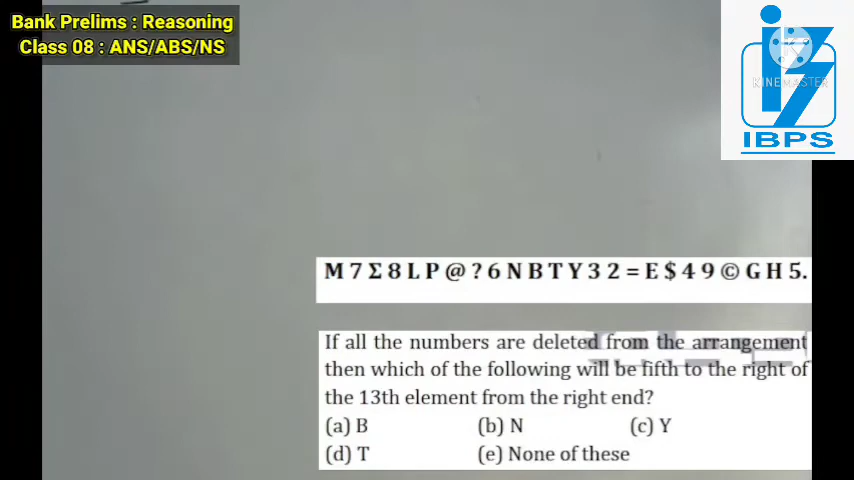 Bank Prelims : Reasoning
Class 08 : ANS/ABS/NS
KINEMASTER
IBPS
M 7 Σ 8 L P @ ? 6 N B T Y 3 2 = E $ 4 9 © G H 5.
If all the numbers are deleted from the arrangement
then which of the following will be fifth to the right of
the 13th element from the right end?
(a) B (b) N (c) Y
(d) T (e) None of these